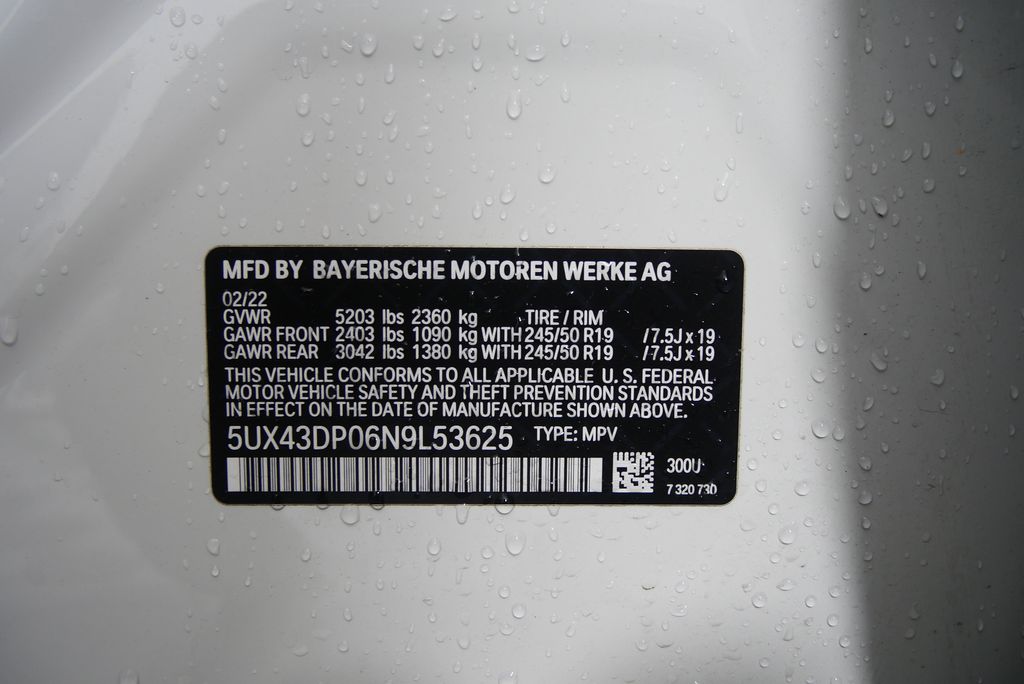 MFD BY BAYERISCHE MOTOREN WERKE AG
02/22
GVWR 5203 lbs 2360 kg TIRE / RIM
GAWR FRONT 2403 lbs 1090 kg WITH 245/50 R19 /7.5J x 19
GAWR REAR 3042 lbs 1380 kg WITH 245/50 R19 /7.5J x 19
THIS VEHICLE CONFORMS TO ALL APPLICABLE U. S. FEDERAL
MOTOR VEHICLE SAFETY AND THEFT PREVENTION STANDARDS
IN EFFECT ON THE DATE OF MANUFACTURE SHOWN ABOVE.
5UX43DP06N9L53625 TYPE: MPV
300U
7 320 730